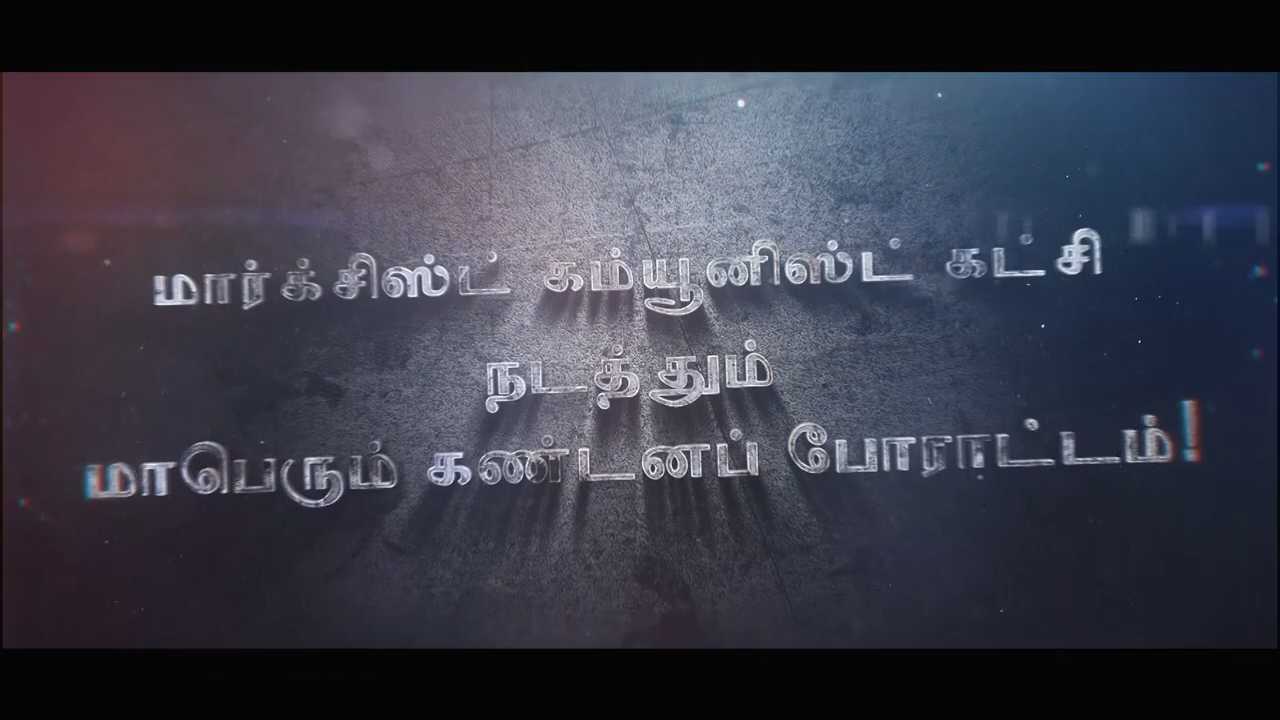 மார்க்சிஸ்ட் கம்யூனிஸ்ட் கட்சி
நடத்தும்
மாபெரும் கண்டனப் போராட்டம்!